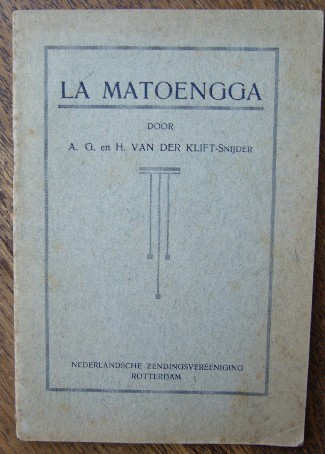 LA MATOENGGA
DOOR
A. G. en H. VAN DER KLIFT-SNIJDER
NEDERLANDSCHE ZENDINGSVEREENIGING
ROTTERDAM